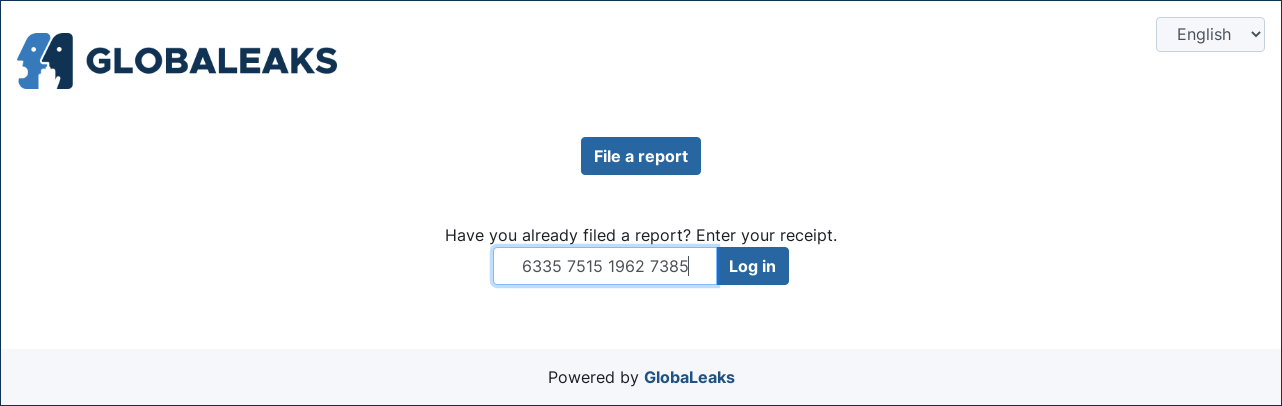 GLOBALEAKS
English
File a report
Have you already filed a report? Enter your receipt.
6335 7515 1962 7385
Log in
Powered by GlobaLeaks